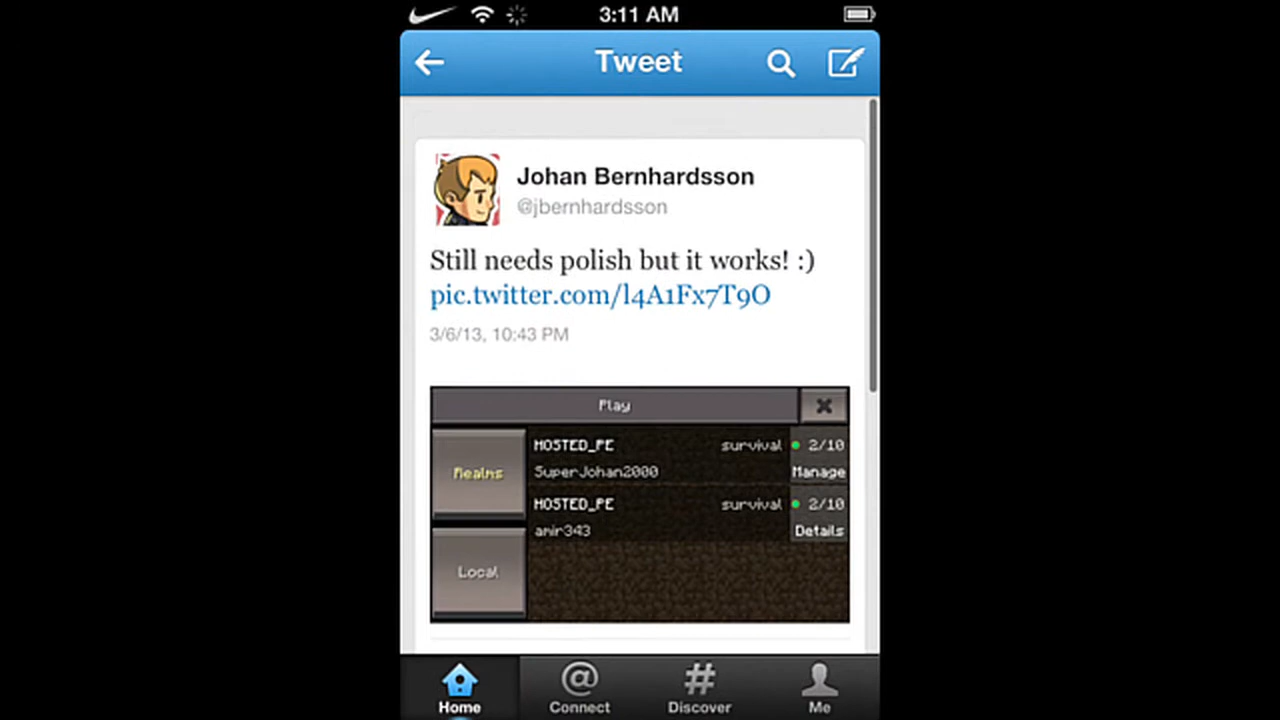 3:11 AM
Tweet
Johan Bernhardsson
@jbernhardsson
Still needs polish but it works! :)
pic.twitter.com/l4A1Fx7T9O
3/6/13, 10:43 PM
Play
Realms
HOSTED_PE survival 2/10
SuperJohan2000 Manage
HOSTED_PE survival 2/10
amir343 Details
Local
Home Connect Discover Me